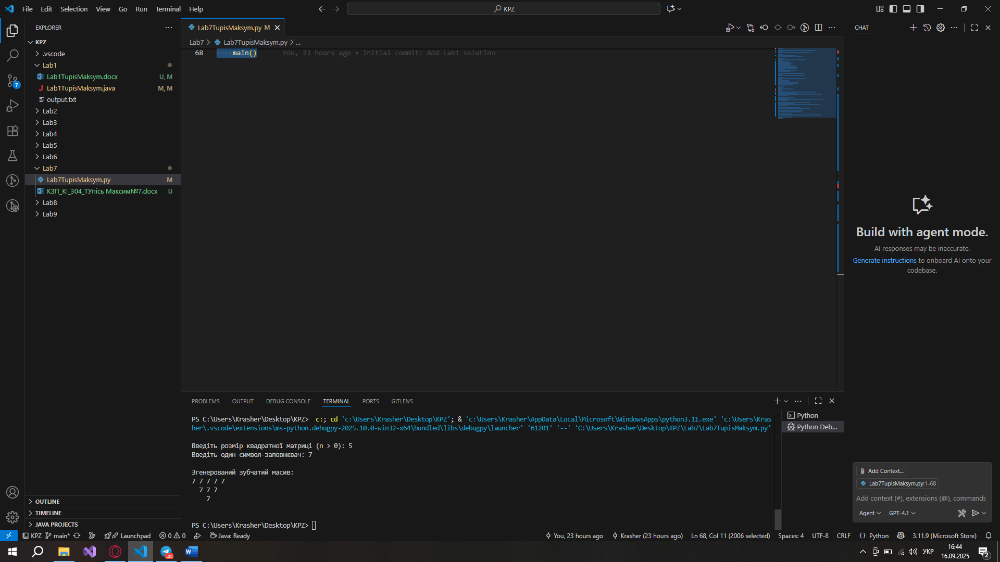 File Edit Selection View Go Run Terminal Help
KPZ
EXPLORER
KPZ
.vscode
Lab1
Lab1TupisMaksym.docx U, M
Lab1TupisMaksym.java M, M
output.txt
Lab2
Lab3
Lab4
Lab5
Lab6
Lab7
Lab7TupisMaksym.py M
КЗП_КІ_304_ТУпісь Максим№7.docx U
Lab8
Lab9
OUTLINE
TIMELINE
JAVA PROJECTS
7
Lab7TupisMaksym.py M
Lab7 > Lab7TupisMaksym.py > ...
68 ····main() You, 23 hours ago • Initial commit: Add Lab1 solution
PROBLEMS OUTPUT DEBUG CONSOLE TERMINAL PORTS GITLENS
PS C:\Users\Krasher\Desktop\KPZ> c:; cd 'c:\Users\Krasher\Desktop\KPZ'; & 'c:\Users\Krasher\AppData\Local\Microsoft\WindowsApps\python3.11.exe' 'c:\Users\Kras
her\.vscode\extensions\ms-python.debugpy-2025.10.0-win32-x64\bundled\libs\debugpy\launcher' '61201' '--' 'C:\Users\Krasher\Desktop\KPZ\Lab7\Lab7TupisMaksym.py'
Введіть розмір квадратної матриці (n > 0): 5
Введіть один символ-заповнювач: 7
Згенерований зубчатий масив:
7 7 7 7 7
7 7 7
7
PS C:\Users\Krasher\Desktop\KPZ>
Python
Python Deb...
CHAT
Build with agent mode.
AI responses may be inaccurate.
Generate instructions to onboard AI onto your
codebase.
Add Context...
Lab7TupisMaksym.py:1-68
Add context (#), extensions (@), commands
Agent GPT-4.1
KPZ main* Launchpad 0 0 Java: Ready
You, 23 hours ago Krasher (23 hours ago) Ln 68, Col 11 (2006 selected) Spaces: 4 UTF-8 CRLF {} Python 3.11.9 (Microsoft Store)
УКР
16:44
16.09.2025
2